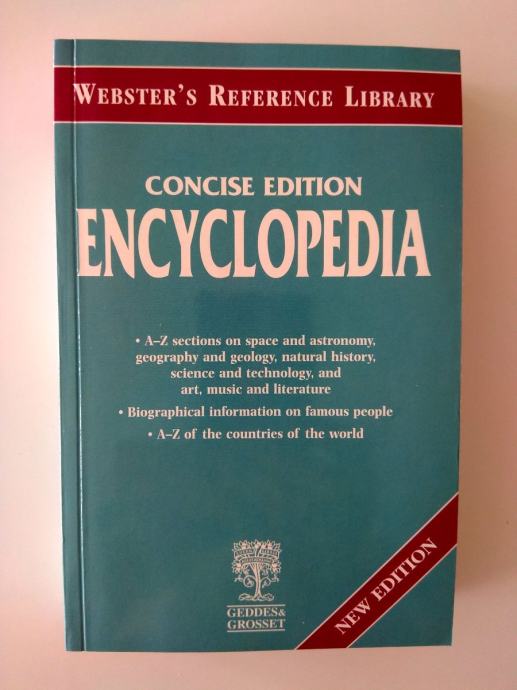 WEBSTER'S REFERENCE LIBRARY
CONCISE EDITION
ENCYCLOPEDIA
• A–Z sections on space and astronomy,
geography and geology, natural history,
science and technology, and
art, music and literature
• Biographical information on famous people
• A–Z of the countries of the world
GEDDES &
GROSSET
NEW EDITION